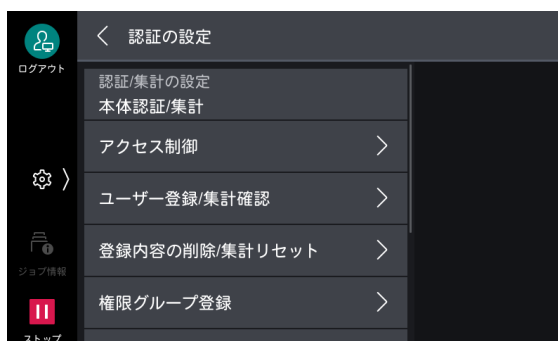 認証の設定
ログアウト
認証/集計の設定
本体認証/集計
アクセス制御
ユーザー登録/集計確認
登録内容の削除/集計リセット
ジョブ情報
権限グループ登録
ストップ